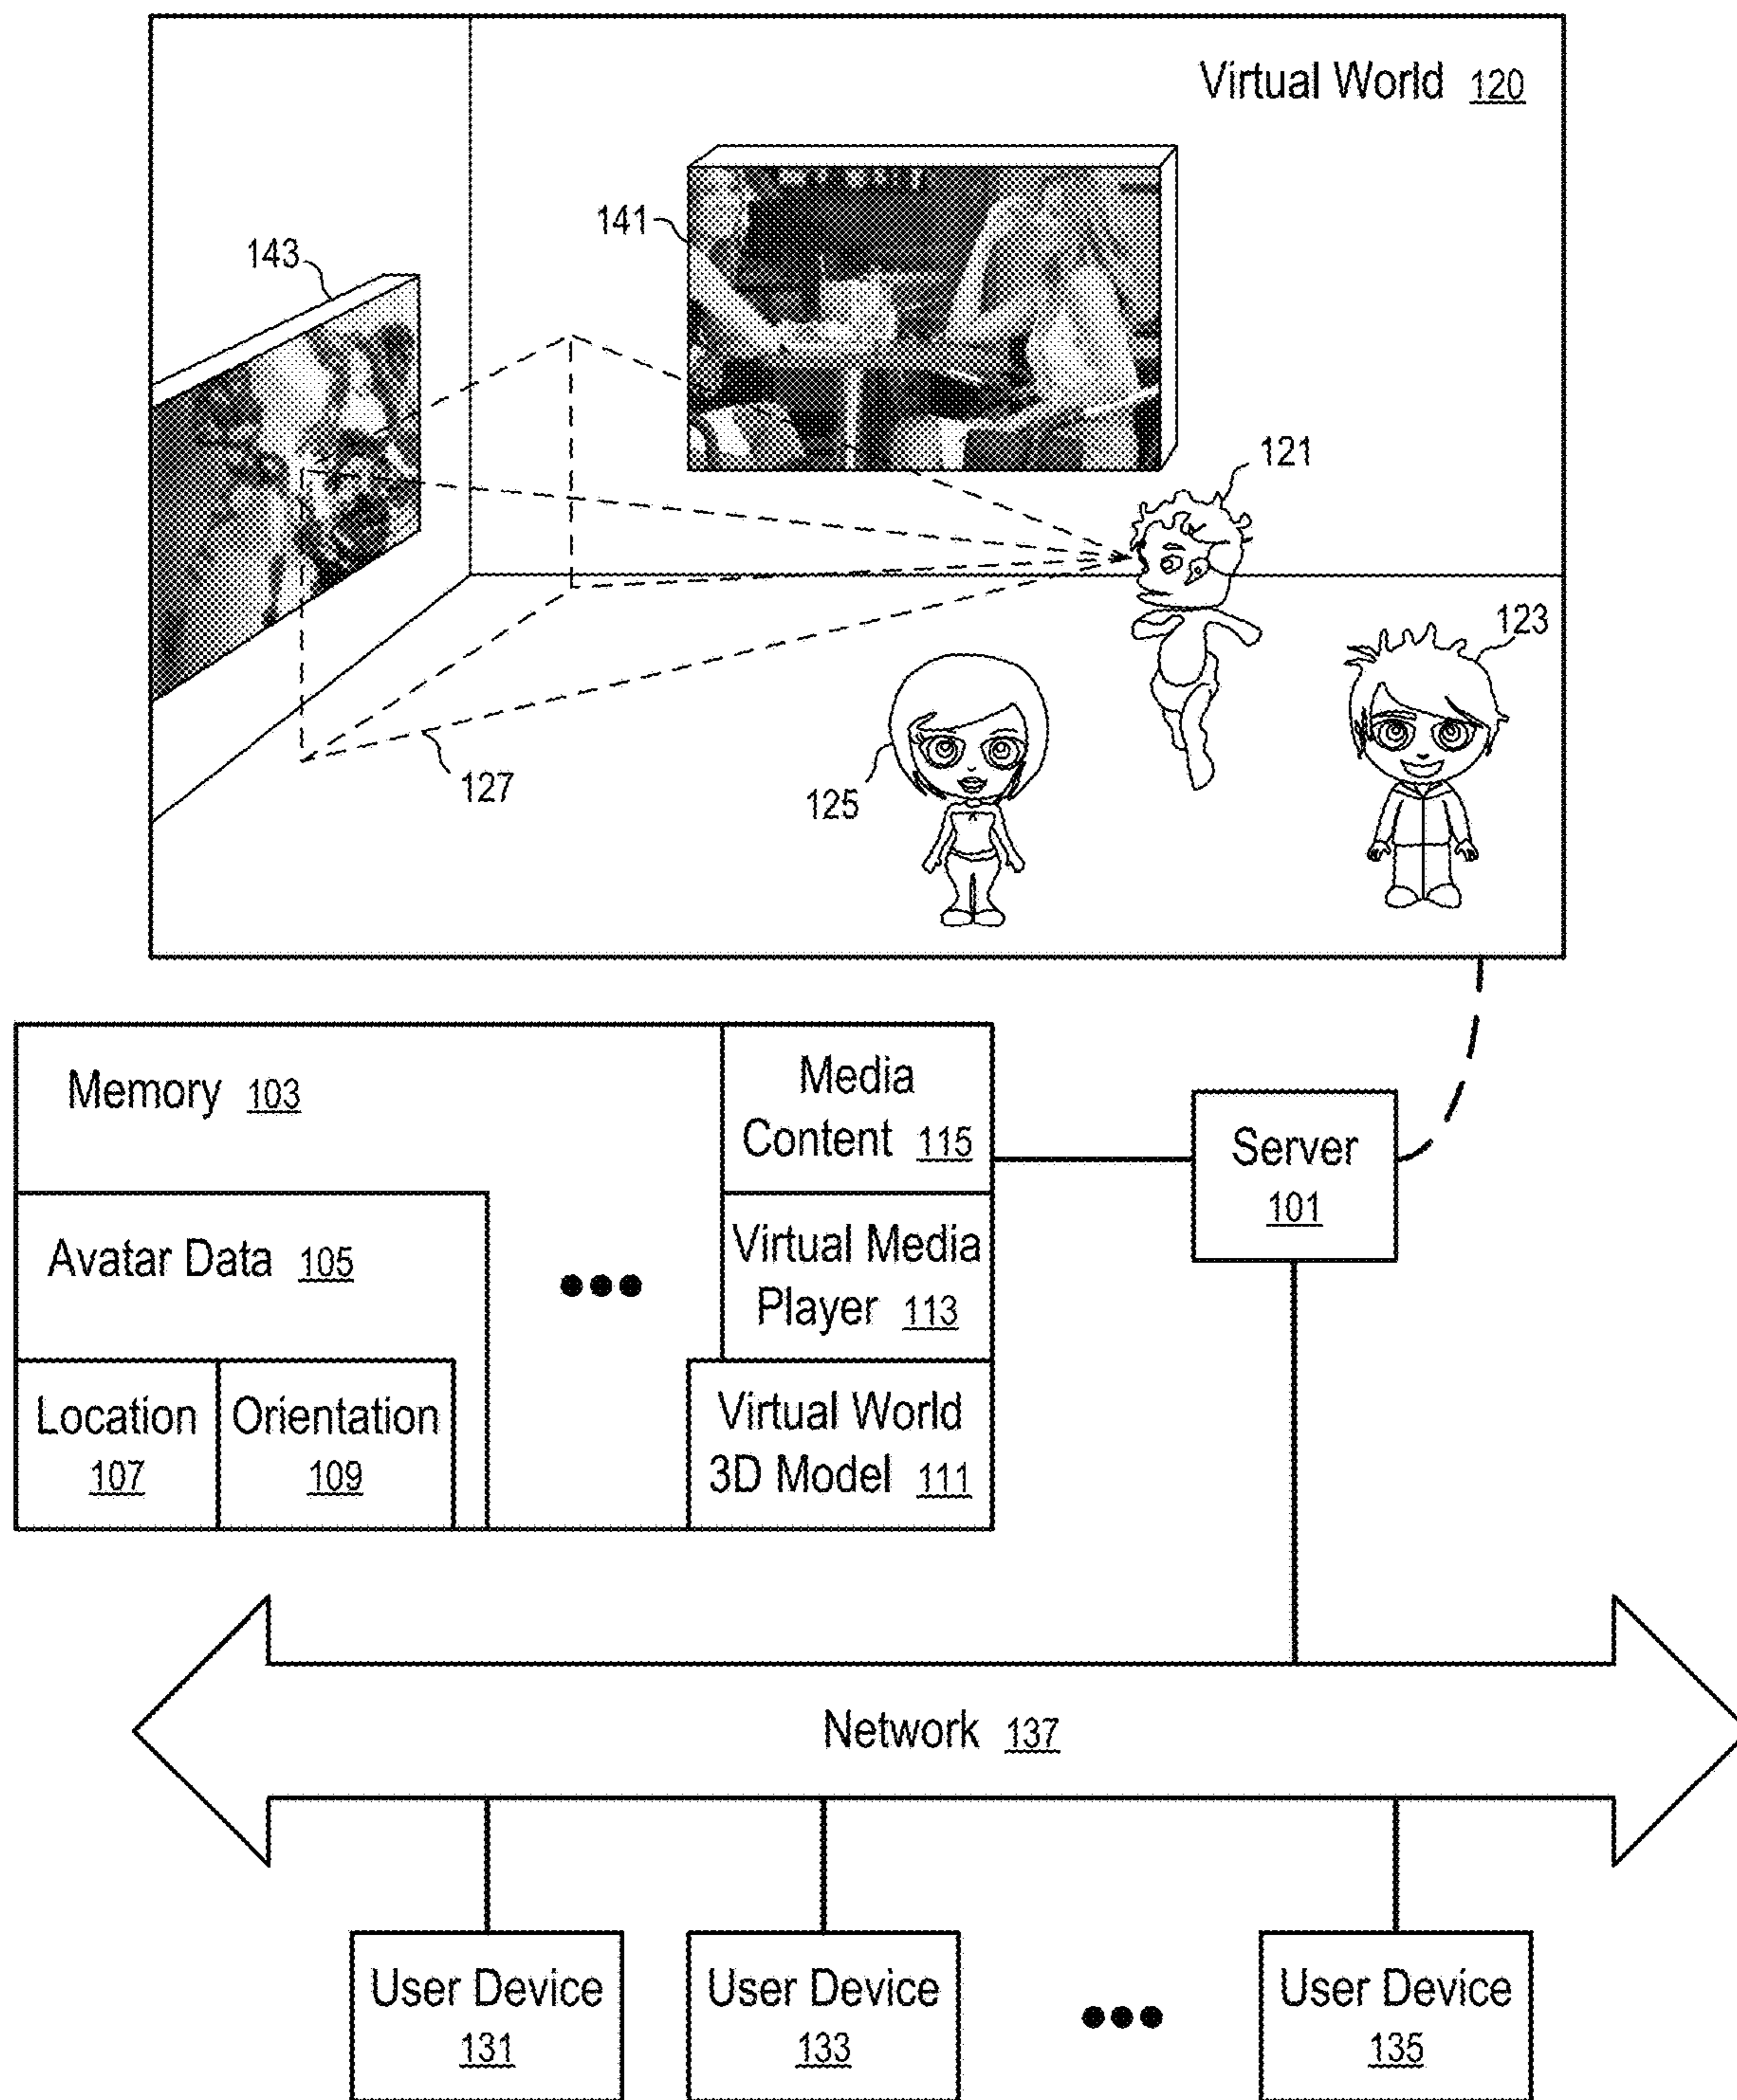 Virtual World 120
141
143
121
123
127
125
Memory 103
Media
Content 115
Server
101
Avatar Data 105
Virtual Media
Player 113
Location
107
Orientation
109
Virtual World
3D Model 111
Network 137
User Device
131
User Device
133
User Device
135